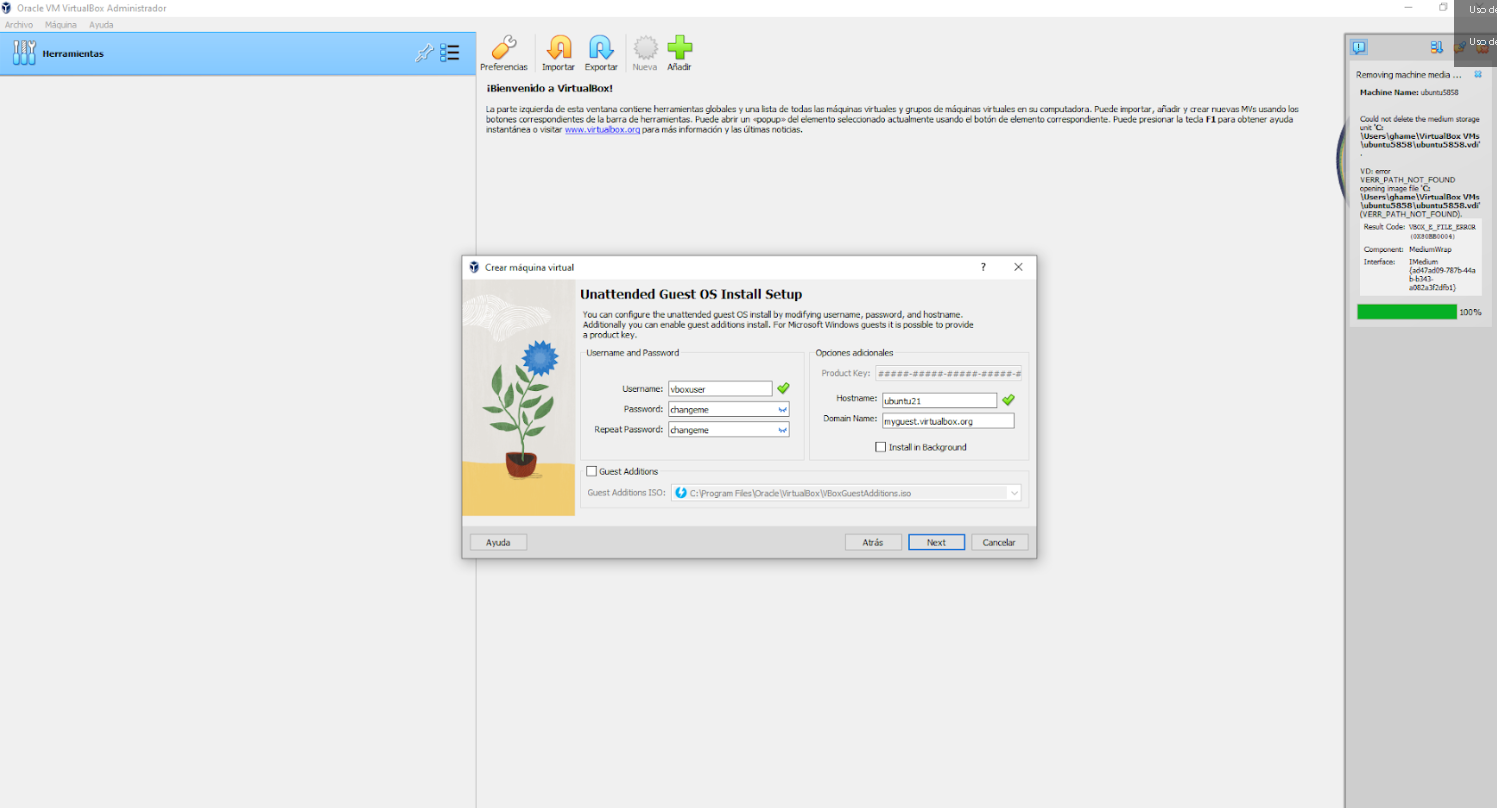 Oracle VM VirtualBox Administrador
Uso de
Archivo Máquina Ayuda
Herramientas
Preferencias Importar Exportar Nueva Añadir
¡Bienvenido a VirtualBox!
La parte izquierda de esta ventana contiene herramientas globales y una lista de todas las máquinas virtuales y grupos de máquinas virtuales en su computadora. Puede importar, añadir y crear nuevas MVs usando los
botones correspondientes de la barra de herramientas. Puede abrir un «popup» del elemento seleccionado actualmente usando el botón de elemento correspondiente. Puede presionar la tecla F1 para obtener ayuda
instantánea o visitar www.virtualbox.org para más información y las últimas noticias.
Uso de
Removing machine media ...
Machine Name: ubuntu5858
Could not delete the medium storage
unit 'C:
\Users\ghame\VirtualBox VMs
\ubuntu5858\ubuntu5858.vdi'
.
VD: error
VERR_PATH_NOT_FOUND
opening image file 'C:
\Users\ghame\VirtualBox VMs
\ubuntu5858\ubuntu5858.vdi'
(VERR_PATH_NOT_FOUND).
Result Code: VBOX_E_FILE_ERROR
(0X80BB0004)
Component: MediumWrap
Interface: IMedium
{ad47ad09-787b-44a
b-b343-
a082a3f2dfb1}
100%
Crear máquina virtual
?
Unattended Guest OS Install Setup
You can configure the unattended guest OS install by modifying username, password, and hostname.
Additionally you can enable guest additions install. For Microsoft Windows guests it is possible to provide
a product key.
Username and Password
Username: vboxuser
Password: changeme
Repeat Password: changeme
Opciones adicionales
Product Key: #####-#####-#####-#####-#
Hostname: ubuntu21
Domain Name: myguest.virtualbox.org
Install in Background
Guest Additions
Guest Additions ISO: C:\Program Files\Oracle\VirtualBox\VBoxGuestAdditions.iso
Ayuda Atrás Next Cancelar